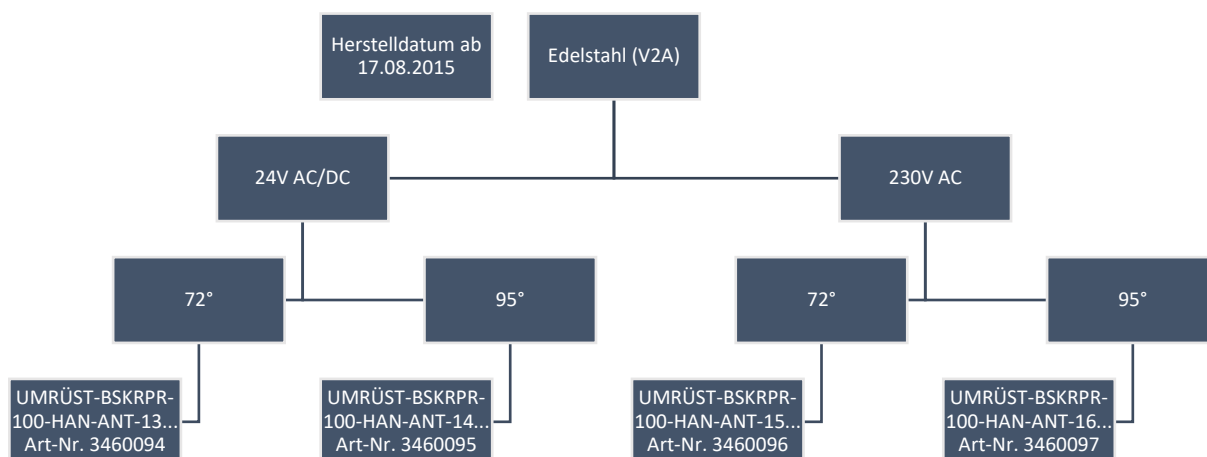 Herstelldatum ab
17.08.2015
Edelstahl (V2A)
24V AC/DC
230V AC
72°
95°
72°
95°
UMRÜST-BSKRPR-
100-HAN-ANT-13...
Art-Nr. 3460094
UMRÜST-BSKRPR-
100-HAN-ANT-14...
Art-Nr. 3460095
UMRÜST-BSKRPR-
100-HAN-ANT-15...
Art-Nr. 3460096
UMRÜST-BSKRPR-
100-HAN-ANT-16...
Art-Nr. 3460097